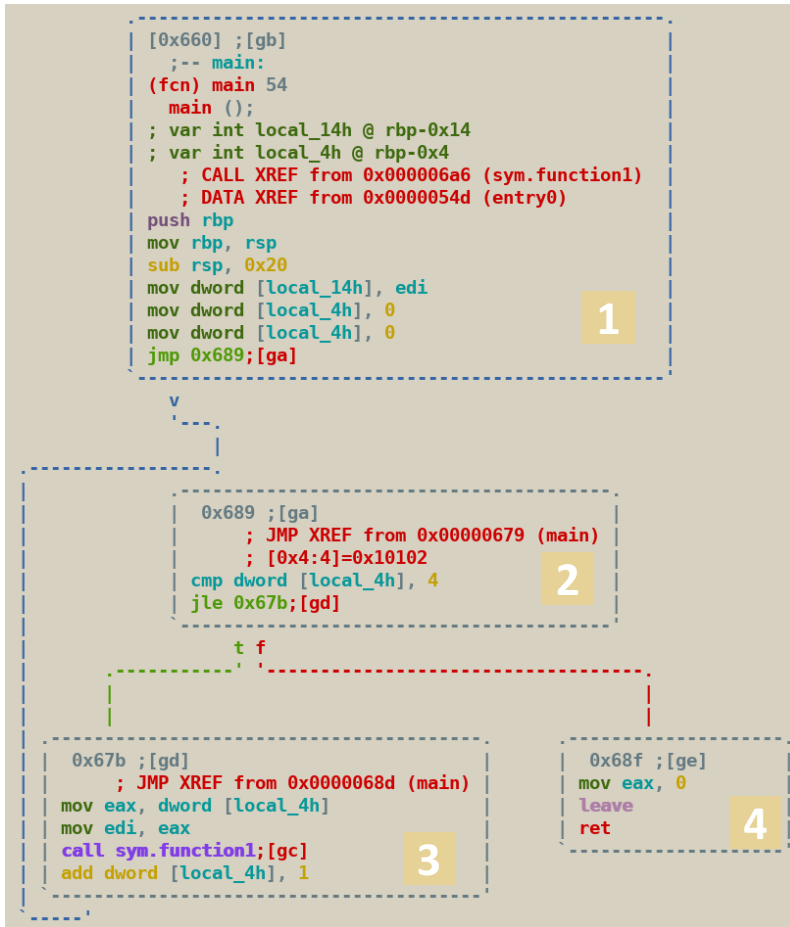 [0x660] ;[gb]
;-- main:
(fcn) main 54
main ();
; var int local_14h @ rbp-0x14
; var int local_4h @ rbp-0x4
; CALL XREF from 0x000006a6 (sym.function1)
; DATA XREF from 0x0000054d (entry0)
push rbp
mov rbp, rsp
sub rsp, 0x20
mov dword [local_14h], edi
mov dword [local_4h], 0
mov dword [local_4h], 0
jmp 0x689;[ga]
1
v
0x689 ;[ga]
; JMP XREF from 0x00000679 (main)
; [0x4:4]=0x10102
cmp dword [local_4h], 4
jle 0x67b;[gd]
2
t f
0x67b ;[gd]
; JMP XREF from 0x0000068d (main)
mov eax, dword [local_4h]
mov edi, eax
call sym.function1;[gc]
add dword [local_4h], 1
3
0x68f ;[ge]
mov eax, 0
leave
ret
4